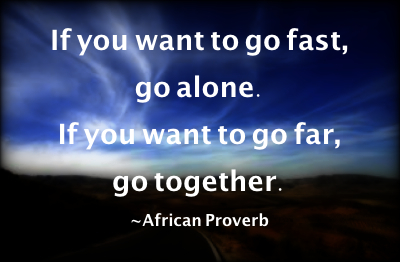 If you want to go fast,
go alone.
If you want to go far,
go together.
~African Proverb